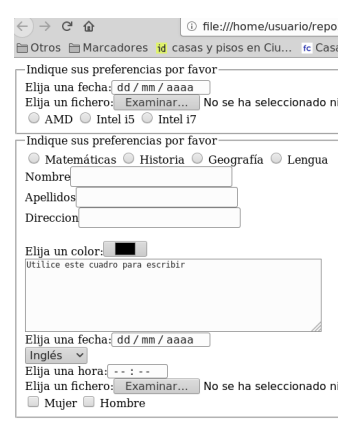 file:///home/usuario/repo
Otros Marcadores id casas y pisos en Ciu... fc Casa
Indique sus preferencias por favor
Elija una fecha: dd/mm/aaaa
Elija un fichero: Examinar... No se ha seleccionado ni
AMD Intel i5 Intel i7
Indique sus preferencias por favor
Matemáticas Historia Geografía Lengua
Nombre
Apellidos
Direccion
Elija un color:
Utilice este cuadro para escribir
Elija una fecha: dd/mm/aaaa
Inglés
Elija una hora: --:--
Elija un fichero: Examinar... No se ha seleccionado ni
Mujer Hombre